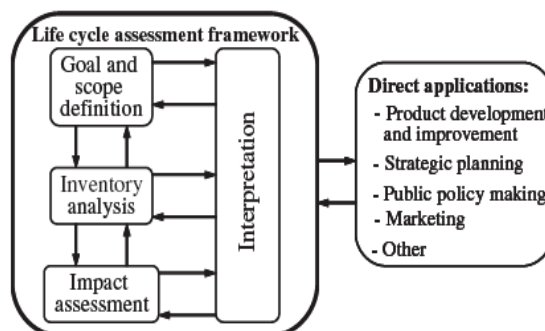 Life cycle assessment framework
Goal and
scope
definition
Inventory
analysis
Impact
assessment
Interpretation
Direct applications:
- Product development
and improvement
- Strategic planning
- Public policy making
- Marketing
- Other